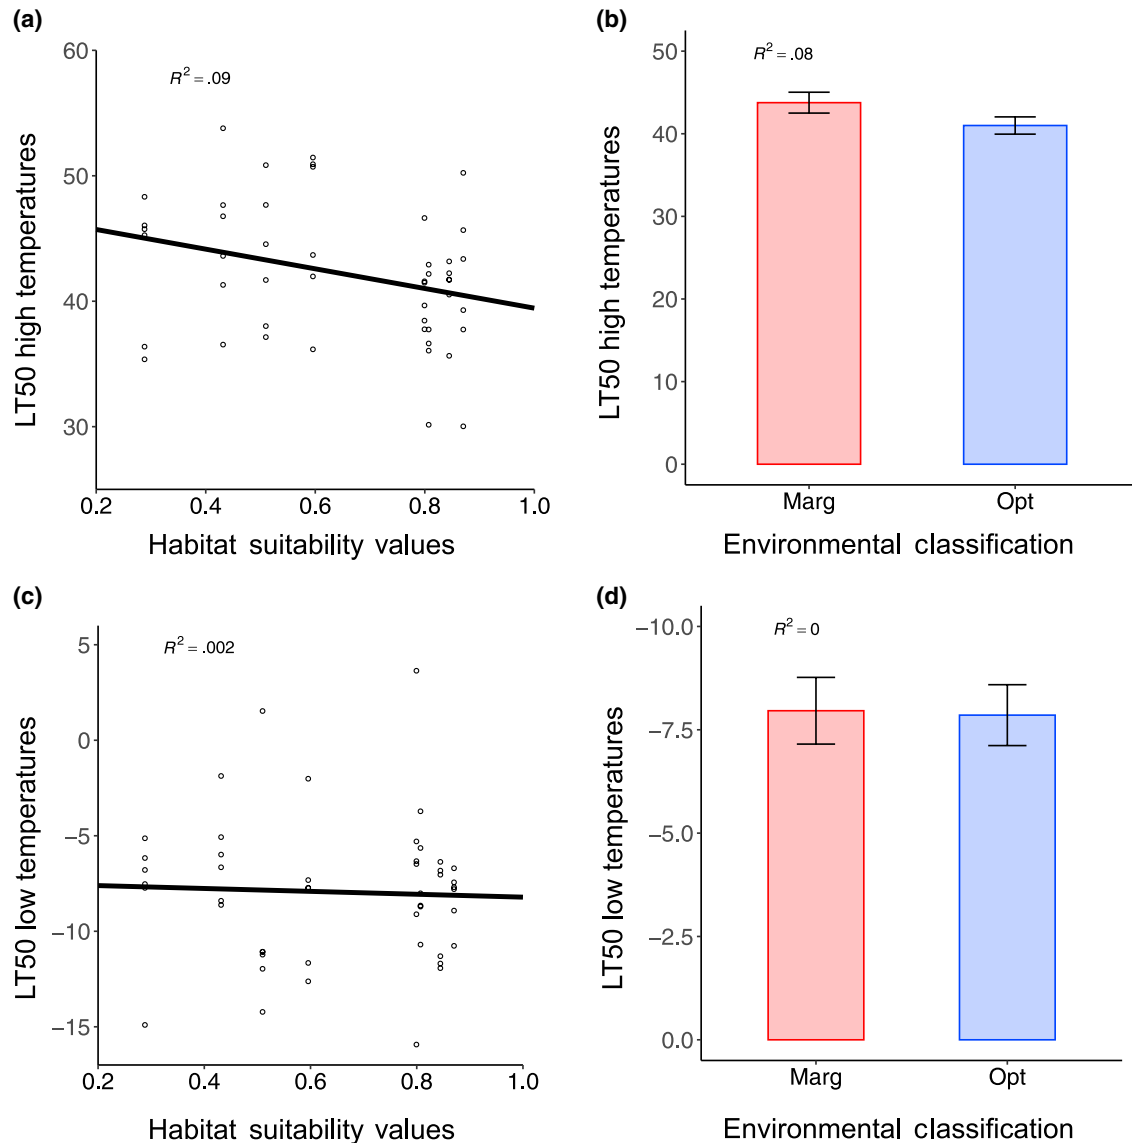 (a)
60
50
40
30
LT50 high temperatures
R² = .09
0.2 0.4 0.6 0.8 1.0
Habitat suitability values
(b)
50
40
30
20
10
0
LT50 high temperatures
R² = .08
Marg Opt
Environmental classification
(c)
5
0
−5
−10
−15
LT50 low temperatures
R² = .002
0.2 0.4 0.6 0.8 1.0
Habitat suitability values
(d)
−10.0
−7.5
−5.0
−2.5
0.0
LT50 low temperatures
R² = 0
Marg Opt
Environmental classification